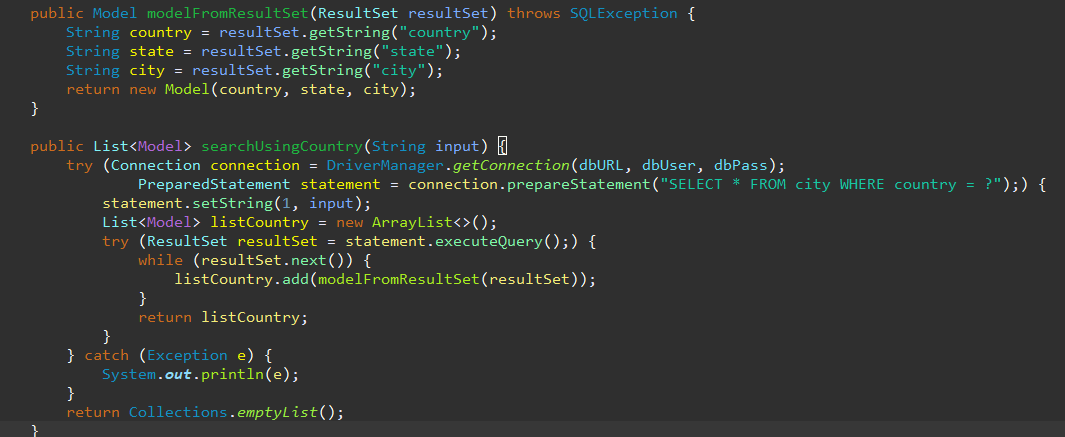 public Model modelFromResultSet(ResultSet resultSet) throws SQLException {
    String country = resultSet.getString("country");
    String state = resultSet.getString("state");
    String city = resultSet.getString("city");
    return new Model(country, state, city);
}

public List<Model> searchUsingCountry(String input) {
    try (Connection connection = DriverManager.getConnection(dbURL, dbUser, dbPass);
            PreparedStatement statement = connection.prepareStatement("SELECT * FROM city WHERE country = ?");) {
        statement.setString(1, input);
        List<Model> listCountry = new ArrayList<>();
        try (ResultSet resultSet = statement.executeQuery();) {
            while (resultSet.next()) {
                listCountry.add(modelFromResultSet(resultSet));
            }
            return listCountry;
        }
    } catch (Exception e) {
        System.out.println(e);
    }
    return Collections.emptyList();
}